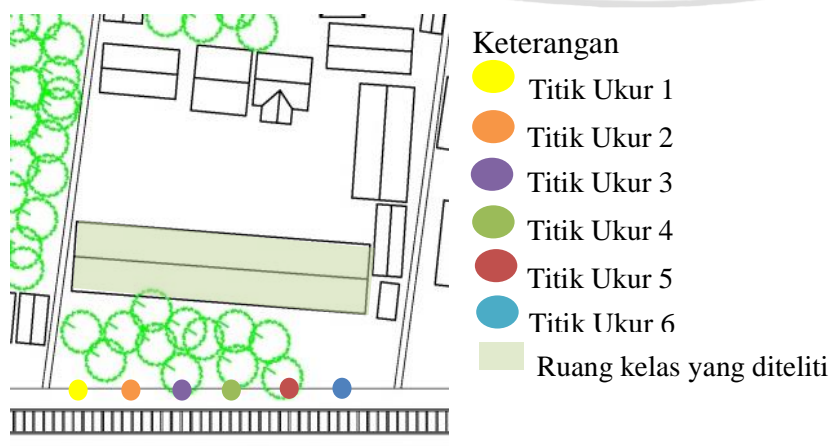 Keterangan
Titik Ukur 1
Titik Ukur 2
Titik Ukur 3
Titik Ukur 4
Titik Ukur 5
Titik Ukur 6
Ruang kelas yang diteliti